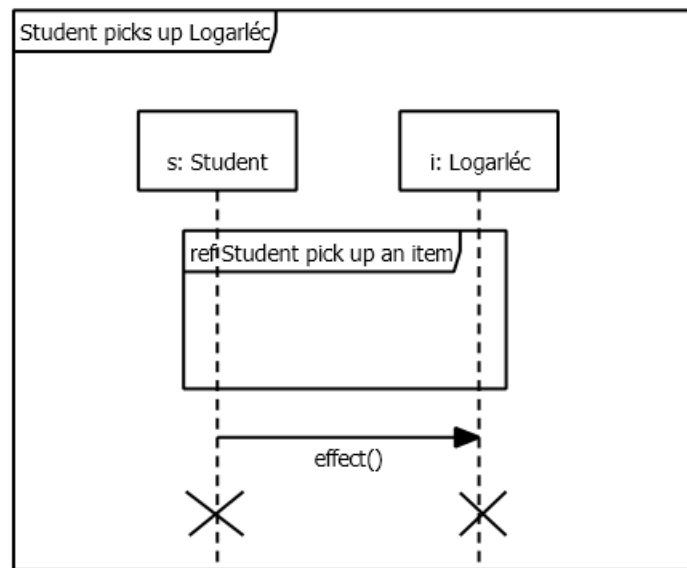 Student picks up Logarléc
s: Student
i: Logarléc
ref Student pick up an item
effect()